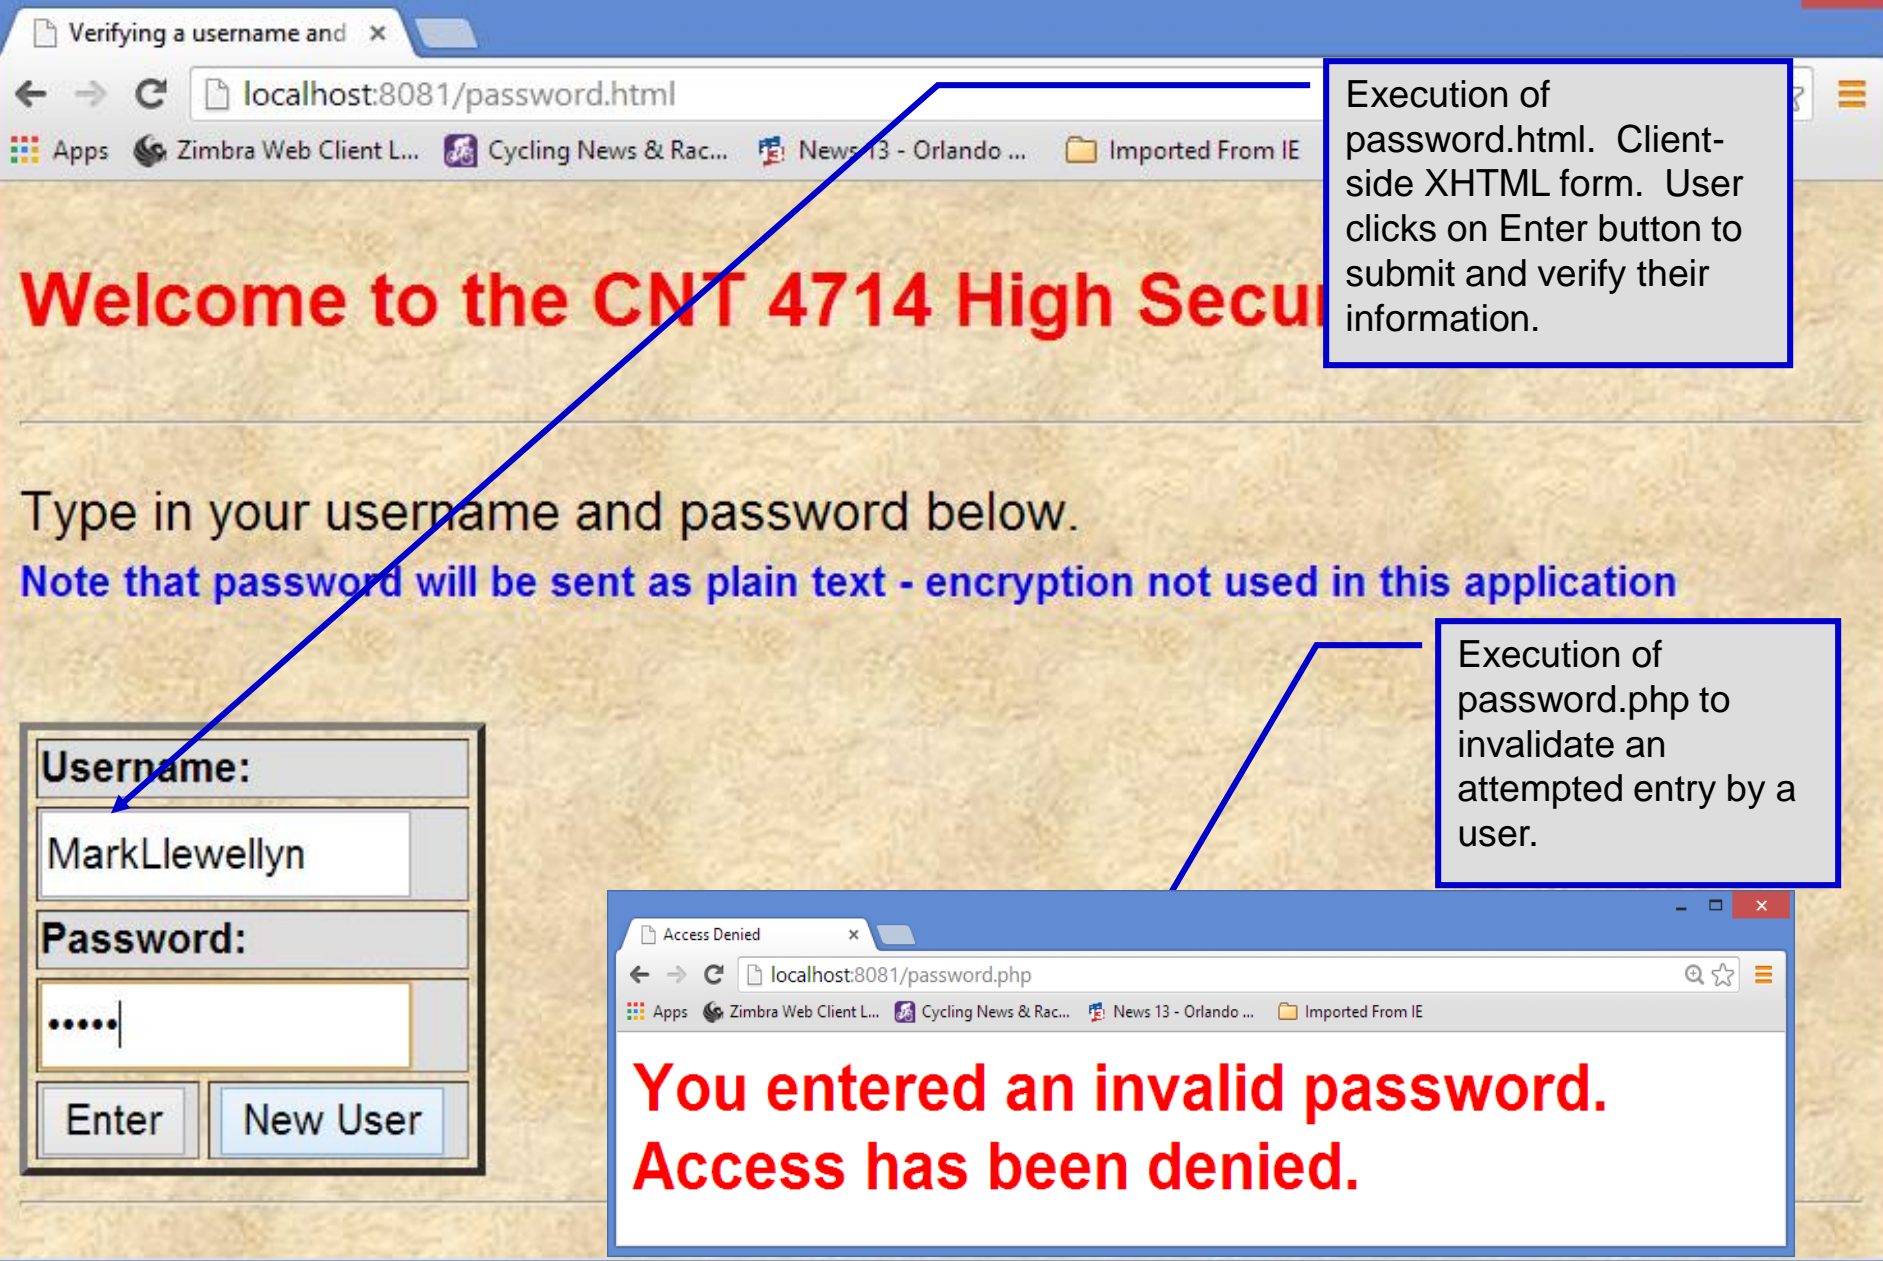 Verifying a username and
localhost:8081/password.html
Apps Zimbra Web Client L... Cycling News & Rac... News 13 - Orlando ... Imported From IE
Execution of
password.html. Client-
side XHTML form. User
clicks on Enter button to
submit and verify their
information.
Welcome to the CNT 4714 High Secu
Type in your username and password below.
Note that password will be sent as plain text - encryption not used in this application
Execution of
password.php to
invalidate an
attempted entry by a
user.
Username:
MarkLlewellyn
Password:
•••••
Enter New User
Access Denied
localhost:8081/password.php
Apps Zimbra Web Client L... Cycling News & Rac... News 13 - Orlando ... Imported From IE
You entered an invalid password.
Access has been denied.